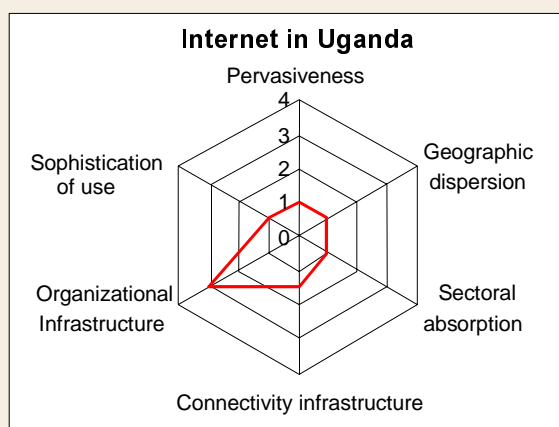 Internet in Uganda
Pervasiveness
4
3
2
1
0
Geographic
dispersion
Sectoral
absorption
Connectivity infrastructure
Organizational
Infrastructure
Sophistication
of use